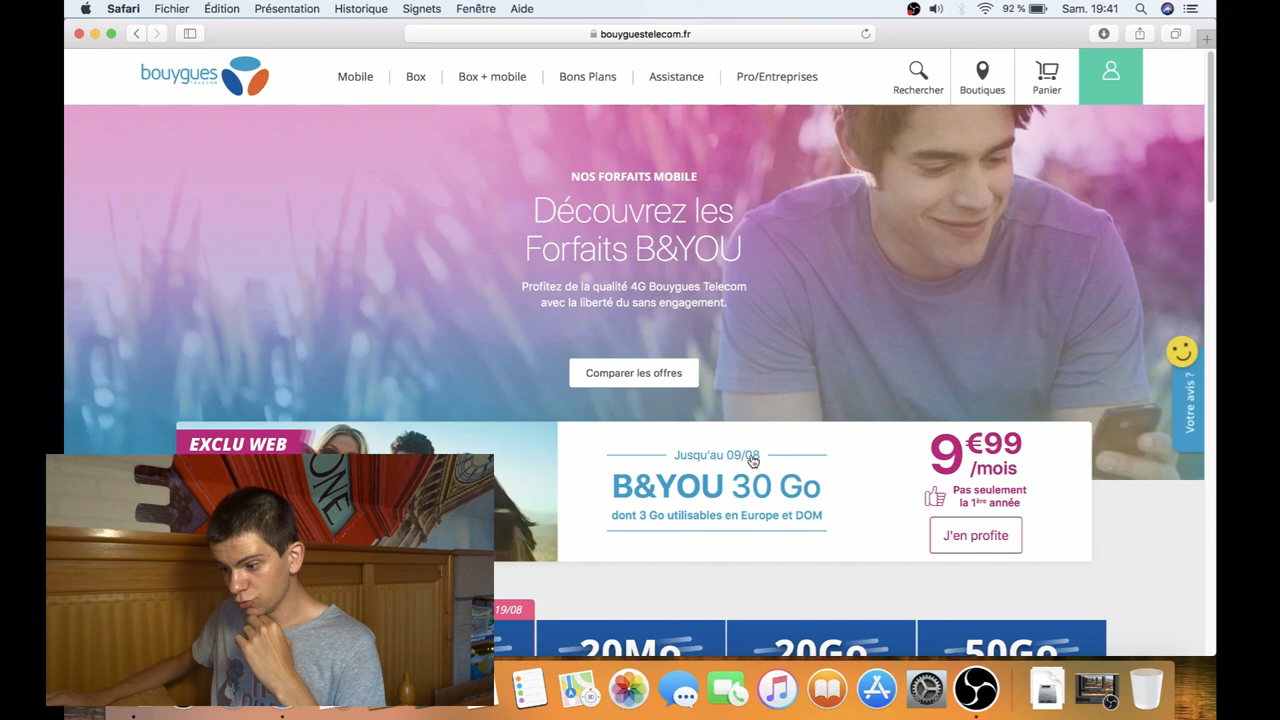 Safari Fichier Édition Présentation Historique Signets Fenêtre Aide 92 % Sam. 19:41
bouyguestelecom.fr
bouygues
TELECOM
Mobile Box Box + mobile Bons Plans Assistance Pro/Entreprises Rechercher Boutiques Panier
NOS FORFAITS MOBILE
Découvrez les
Forfaits B&YOU
Profitez de la qualité 4G Bouygues Telecom
avec la liberté du sans engagement.
Comparer les offres
Votre avis ?
EXCLU WEB
Jusqu'au 09/08
B&YOU 30 Go
dont 3 Go utilisables en Europe et DOM
9€99
/mois
Pas seulement
la 1ère année
J'en profite
19/08
20Mo 20Go 50Go
ONE